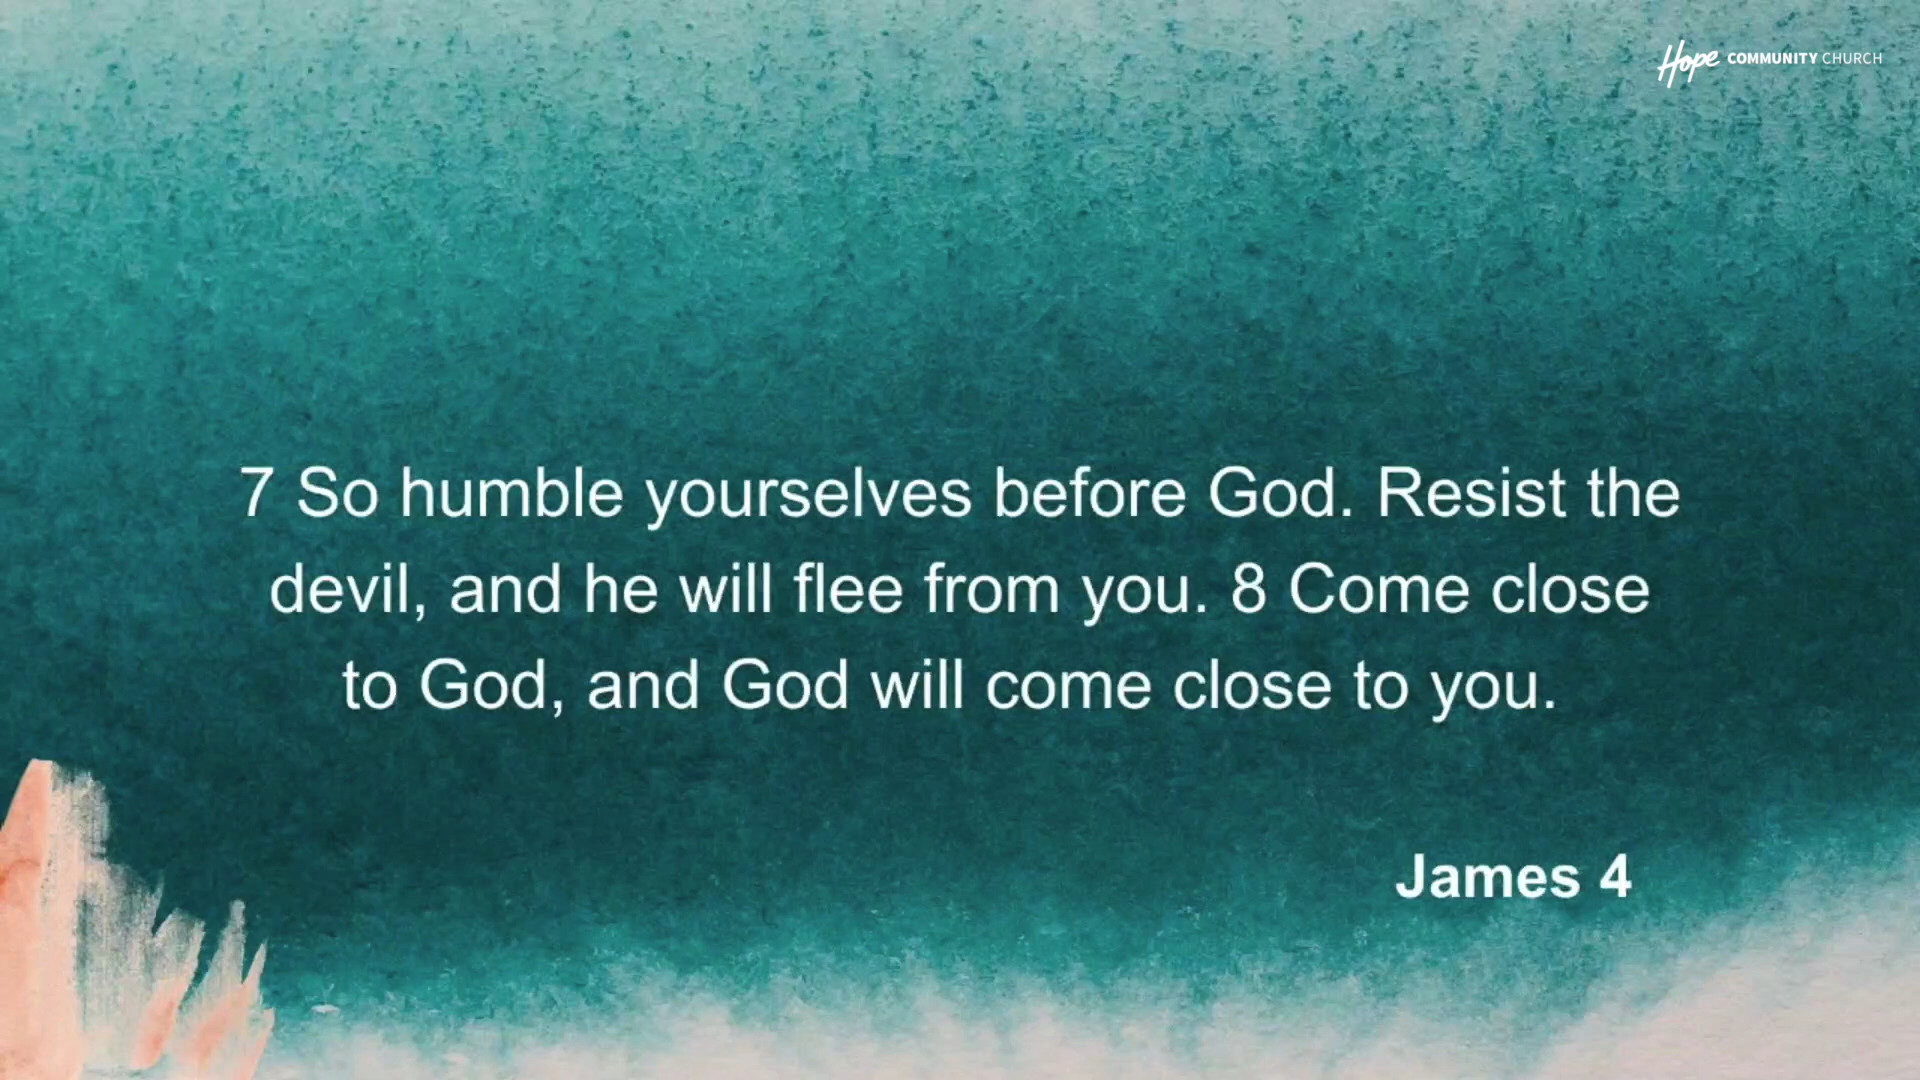 Hope COMMUNITY CHURCH
7 So humble yourselves before God. Resist the
devil, and he will flee from you. 8 Come close
to God, and God will come close to you.
James 4